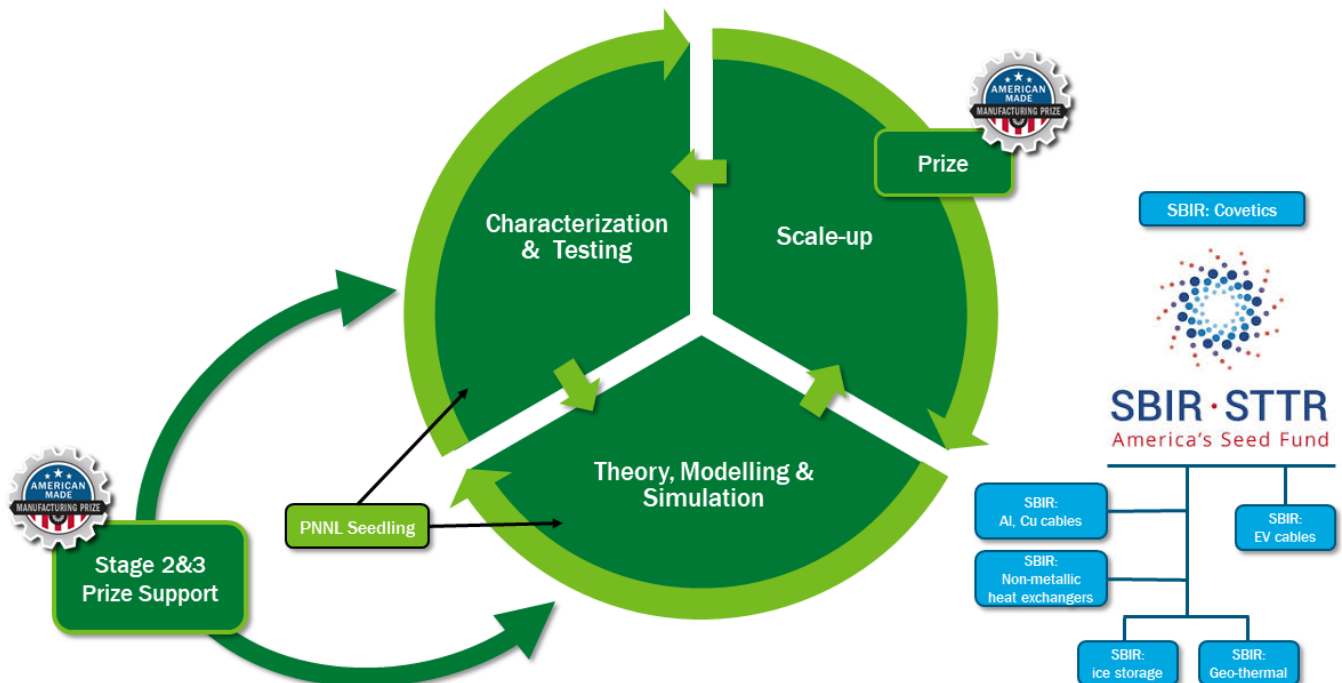 AMERICAN
MADE
MANUFACTURING PRIZE
Prize
Characterization
& Testing
Scale-up
SBIR: Covetics
SBIR·STTR
America's Seed Fund
Theory, Modelling &
Simulation
PNNL Seedling
AMERICAN
MADE
MANUFACTURING PRIZE
Stage 2&3
Prize Support
SBIR:
Al, Cu cables
SBIR:
EV cables
SBIR:
Non-metallic
heat exchangers
SBIR:
ice storage
SBIR:
Geo-thermal